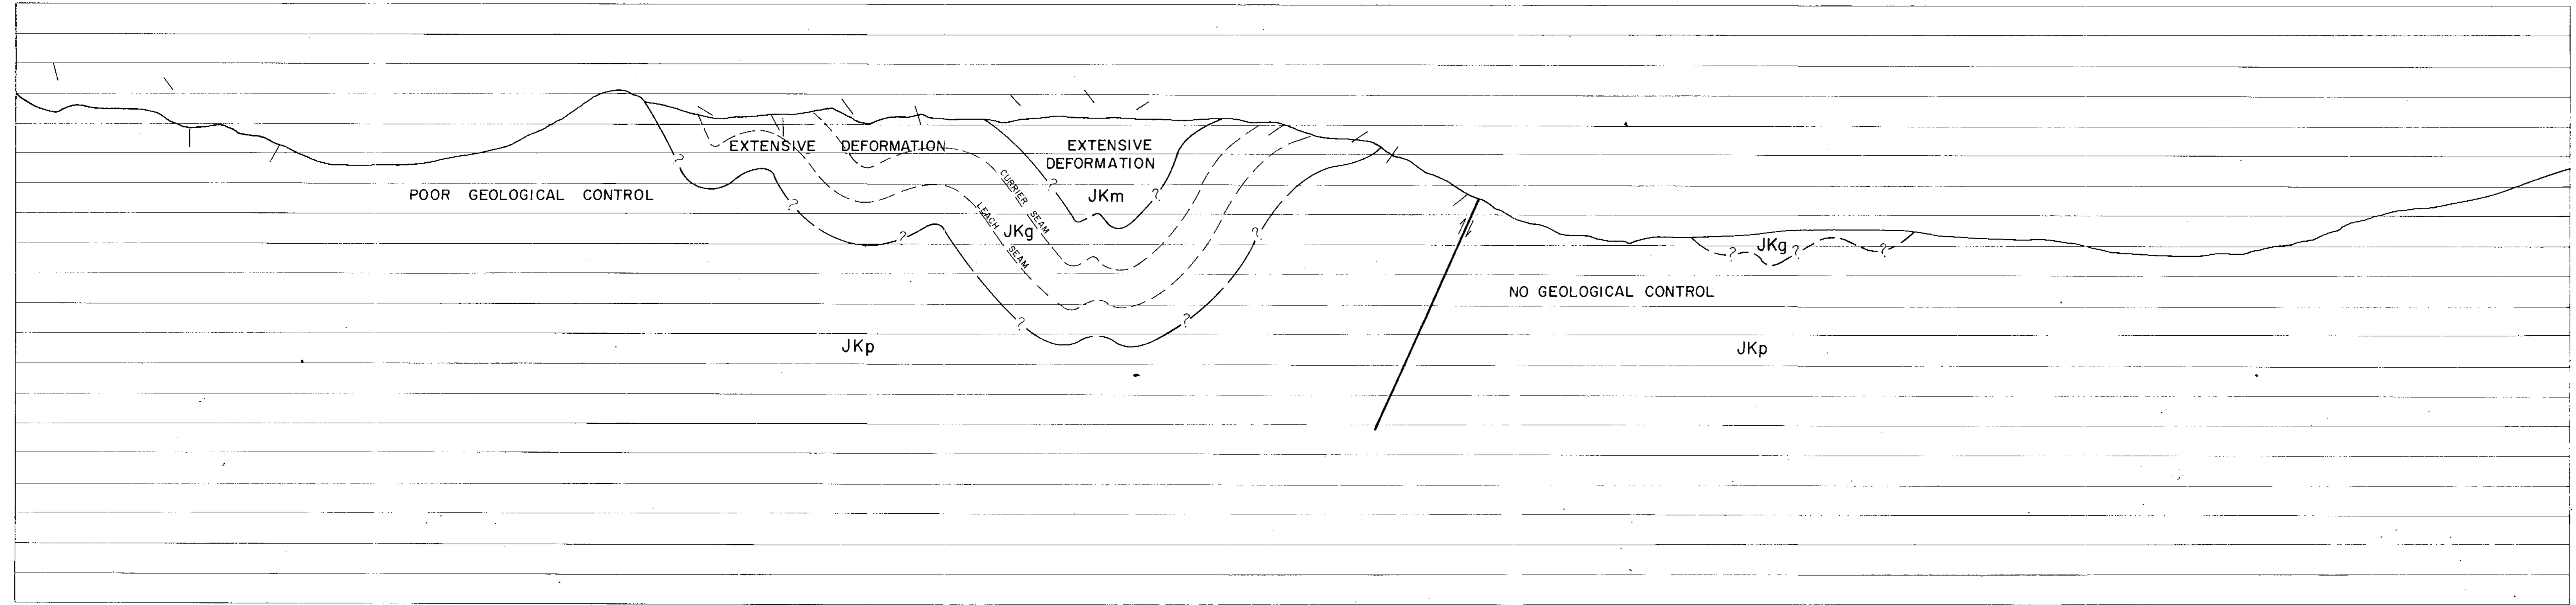 EXTENSIVE DEFORMATION
EXTENSIVE
DEFORMATION
POOR GEOLOGICAL CONTROL
JKm
CURRIER SEAM
LEACH SEAM
JKg
?
?
?
?
?
?
?
?
?
JKg
?
?
?
NO GEOLOGICAL CONTROL
JKp
JKp